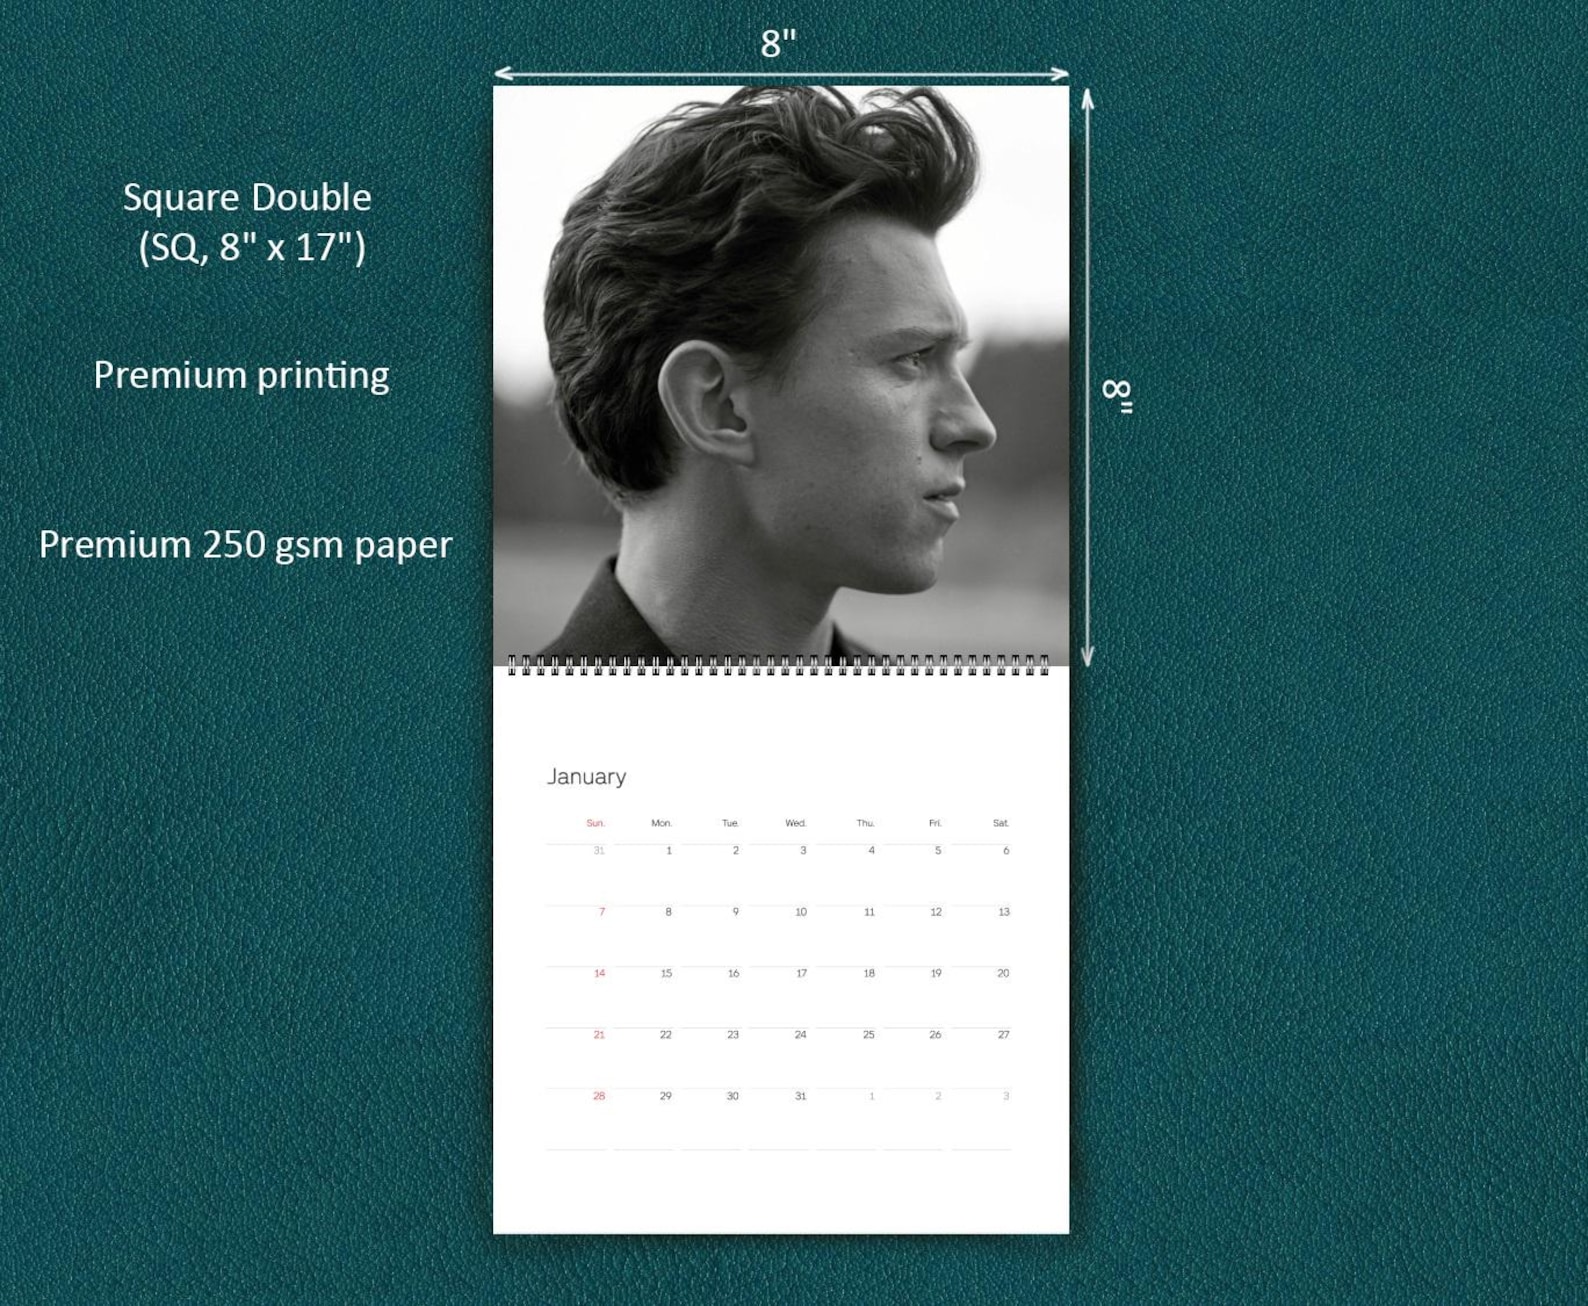 8"
8"
Square Double
(SQ, 8" x 17")
Premium printing
Premium 250 gsm paper
January
Sun. Mon. Tue. Wed. Thu. Fri. Sat.
31 1 2 3 4 5 6
7 8 9 10 11 12 13
14 15 16 17 18 19 20
21 22 23 24 25 26 27
28 29 30 31 1 2 3